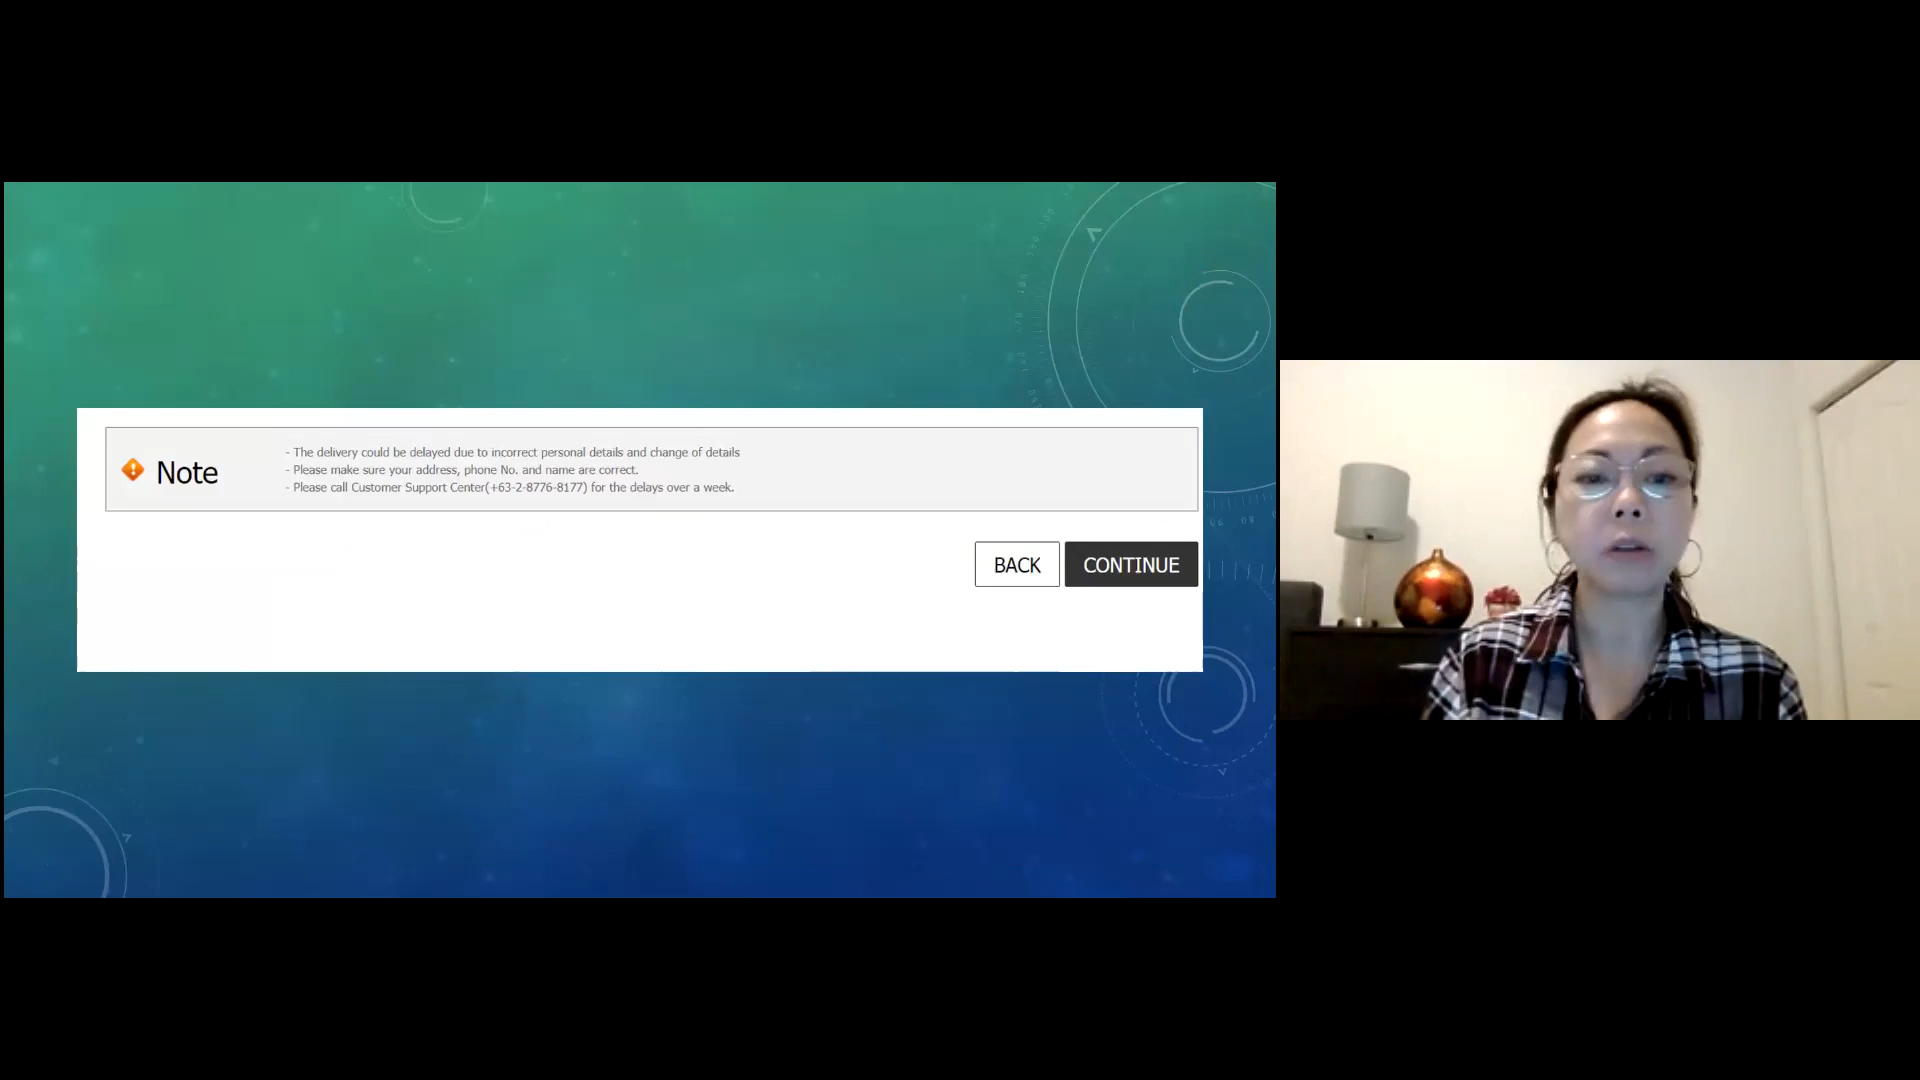 Note
- The delivery could be delayed due to incorrect personal details and change of details
- Please make sure your address, phone No. and name are correct.
- Please call Customer Support Center(+63-2-8776-8177) for the delays over a week.
BACK
CONTINUE